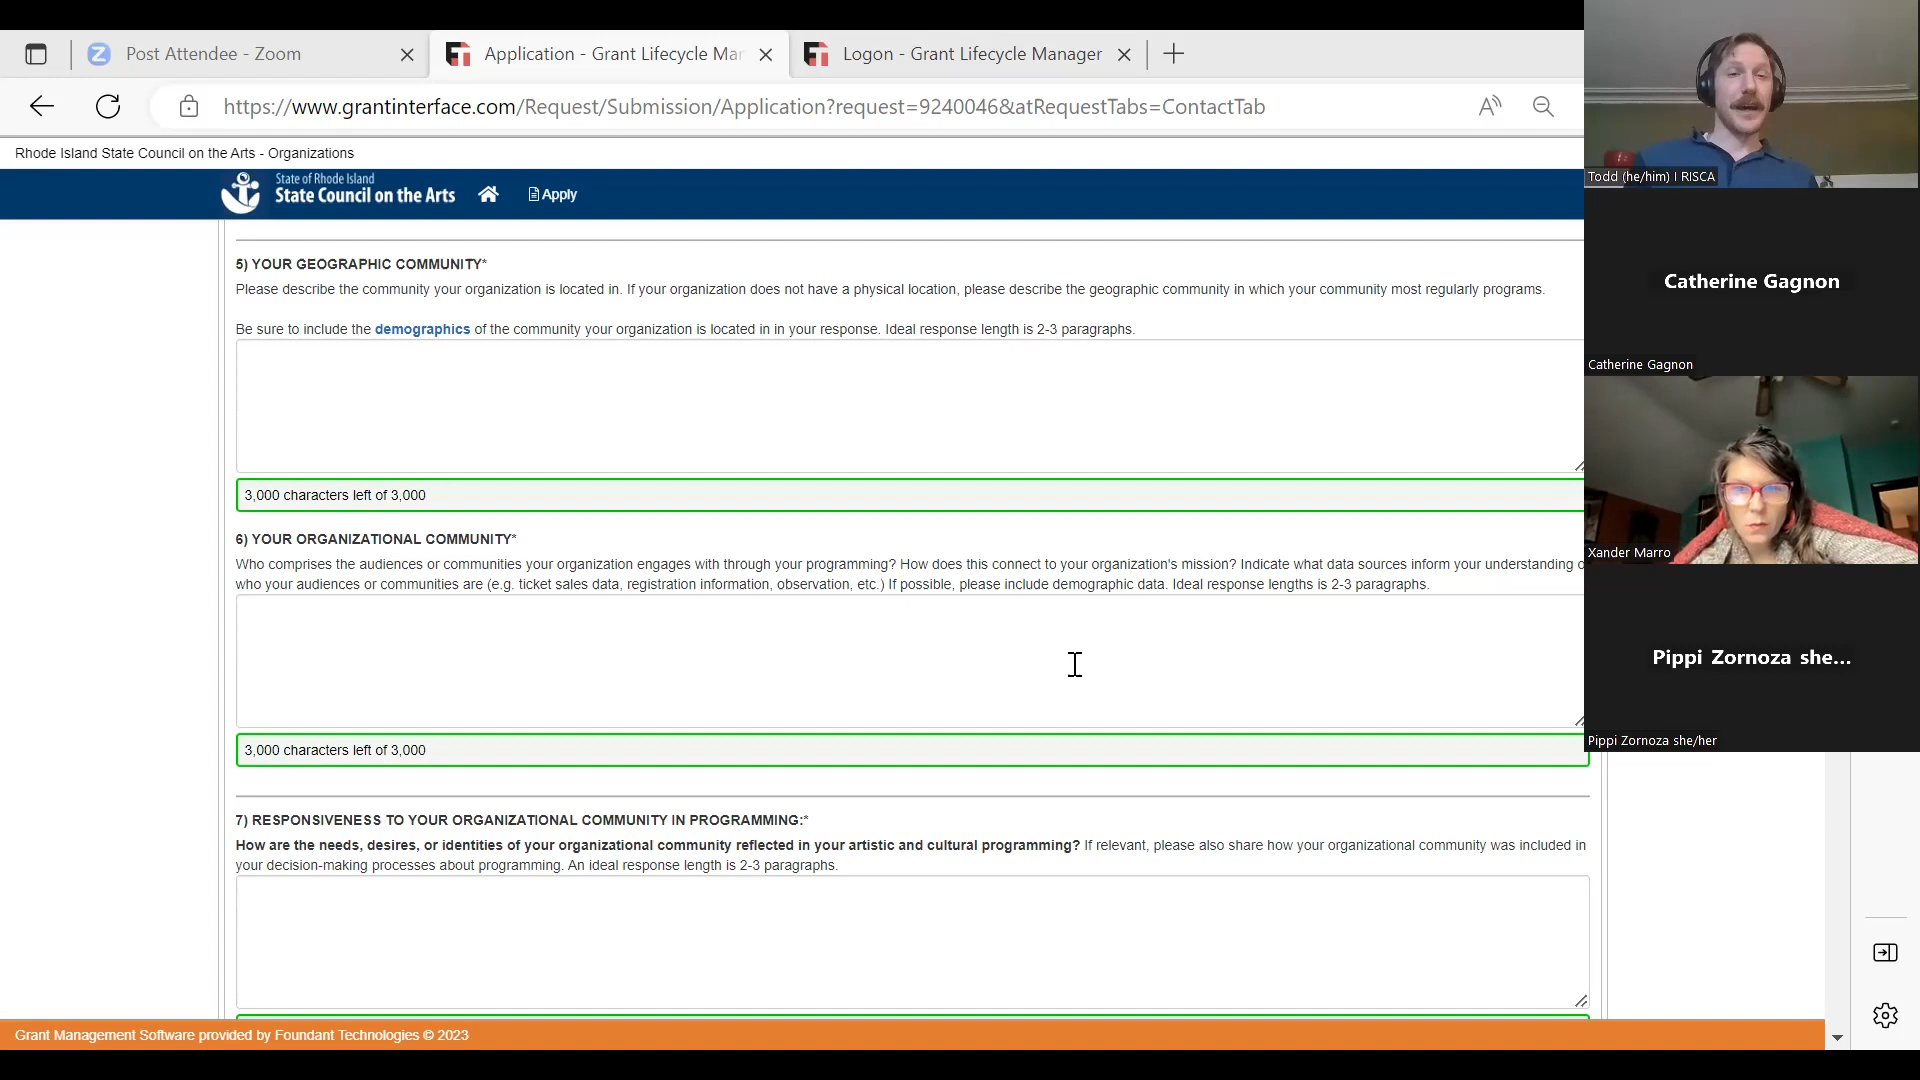 Post Attendee - Zoom
Application - Grant Lifecycle Mar
Logon - Grant Lifecycle Manager
https://www.grantinterface.com/Request/Submission/Application?request=9240046&atRequestTabs=ContactTab
Rhode Island State Council on the Arts - Organizations
State of Rhode Island
State Council on the Arts
Apply
5) YOUR GEOGRAPHIC COMMUNITY*
Please describe the community your organization is located in. If your organization does not have a physical location, please describe the geographic community in which your community most regularly programs.
Be sure to include the demographics of the community your organization is located in in your response. Ideal response length is 2-3 paragraphs.
3,000 characters left of 3,000
6) YOUR ORGANIZATIONAL COMMUNITY*
Who comprises the audiences or communities your organization engages with through your programming? How does this connect to your organization's mission? Indicate what data sources inform your understanding o
who your audiences or communities are (e.g. ticket sales data, registration information, observation, etc.) If possible, please include demographic data. Ideal response lengths is 2-3 paragraphs.
3,000 characters left of 3,000
7) RESPONSIVENESS TO YOUR ORGANIZATIONAL COMMUNITY IN PROGRAMMING:*
How are the needs, desires, or identities of your organizational community reflected in your artistic and cultural programming? If relevant, please also share how your organizational community was included in
your decision-making processes about programming. An ideal response length is 2-3 paragraphs.
Grant Management Software provided by Foundant Technologies © 2023
Todd (he/him) I RISCA
Catherine Gagnon
Catherine Gagnon
Xander Marro
Pippi Zornoza she...
Pippi Zornoza she/her